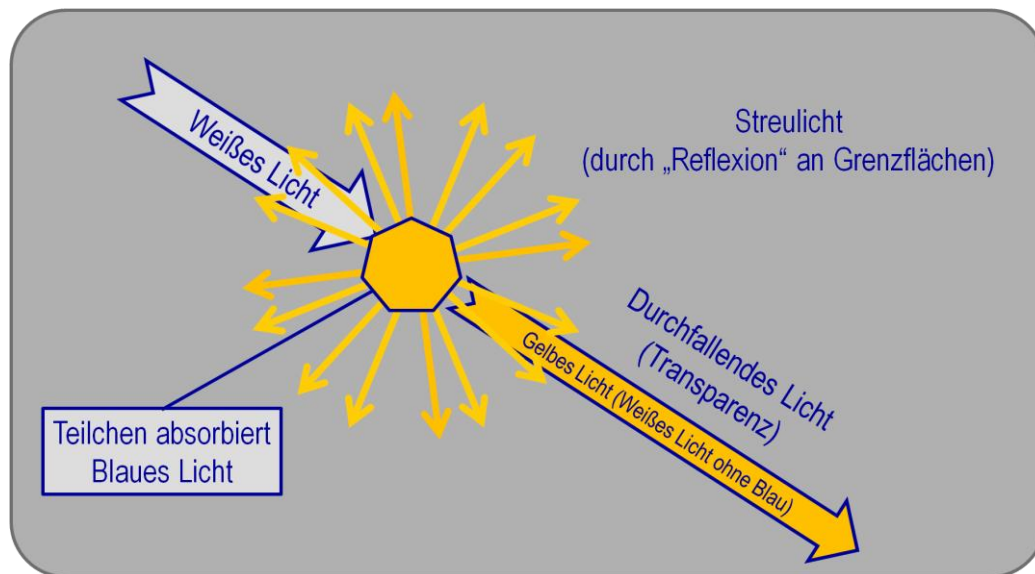 Weißes Licht
Streulicht
(durch „Reflexion“ an Grenzflächen)
Durchfallendes Licht
(Transparenz)
Gelbes Licht (Weißes Licht ohne Blau)
Teilchen absorbiert
Blaues Licht